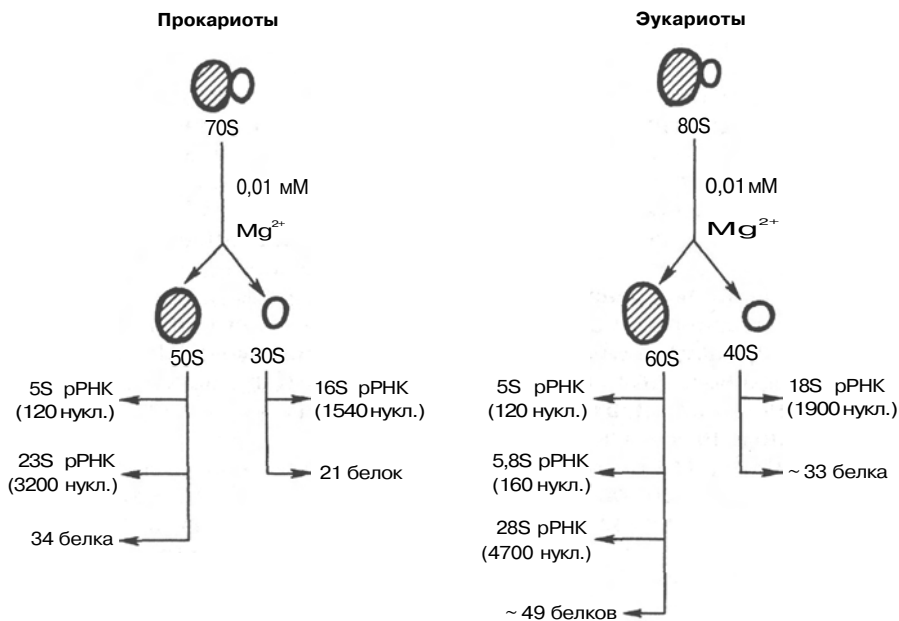 Прокариоты
70S
0,01 мМ
Mg²⁺
50S
30S
5S рРНК
(120 нукл.)
23S рРНК
(3200 нукл.)
34 белка
16S рРНК
(1540 нукл.)
21 белок
Эукариоты
80S
0,01 мМ
Mg²⁺
60S
40S
5S рРНК
(120 нукл.)
5,8S рРНК
(160 нукл.)
28S рРНК
(4700 нукл.)
~ 49 белков
18S рРНК
(1900 нукл.)
~ 33 белка